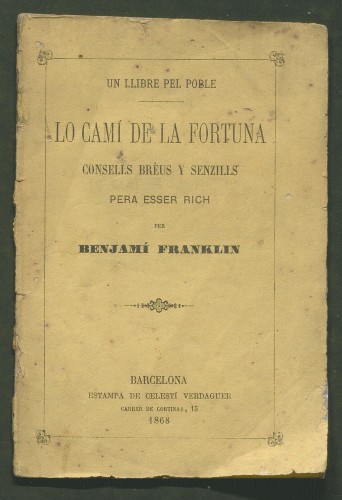 UN LLIBRE PEL POBLE
LO CAMÍ DE LA FORTUNA
CONSELLS BRÈUS Y SENZILLS
PERA ESSER RICH
PER
BENJAMÍ FRANKLIN
BARCELONA
ESTAMPA DE CELESTÍ VERDAGUER
CARRER DE CORTINAS, 15
1868